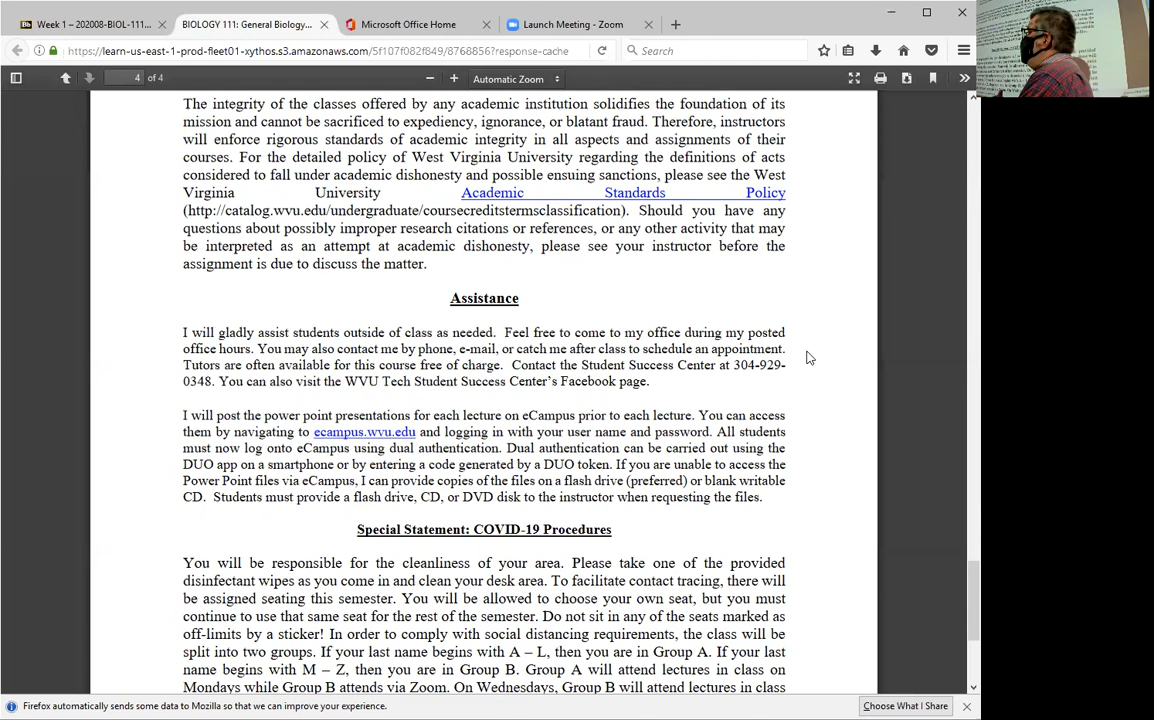 Week 1 – 202008-BIOL-111...
BIOLOGY 111: General Biology...
Microsoft Office Home
Launch Meeting - Zoom
https://learn-us-east-1-prod-fleet01-xythos.s3.amazonaws.com/5f107f082f849/8766856?response-cache
Search
4 of 4
Automatic Zoom
The integrity of the classes offered by any academic institution solidifies the foundation of its
mission and cannot be sacrificed to expediency, ignorance, or blatant fraud. Therefore, instructors
will enforce rigorous standards of academic integrity in all aspects and assignments of their
courses. For the detailed policy of West Virginia University regarding the definitions of acts
considered to fall under academic dishonesty and possible ensuing sanctions, please see the West
Virginia University Academic Standards Policy
(http://catalog.wvu.edu/undergraduate/coursecreditstermsclassification). Should you have any
questions about possibly improper research citations or references, or any other activity that may
be interpreted as an attempt at academic dishonesty, please see your instructor before the
assignment is due to discuss the matter.
Assistance
I will gladly assist students outside of class as needed. Feel free to come to my office during my posted
office hours. You may also contact me by phone, e-mail, or catch me after class to schedule an appointment.
Tutors are often available for this course free of charge. Contact the Student Success Center at 304-929-
0348. You can also visit the WVU Tech Student Success Center's Facebook page.
I will post the power point presentations for each lecture on eCampus prior to each lecture. You can access
them by navigating to ecampus.wvu.edu and logging in with your user name and password. All students
must now log onto eCampus using dual authentication. Dual authentication can be carried out using the
DUO app on a smartphone or by entering a code generated by a DUO token. If you are unable to access the
Power Point files via eCampus, I can provide copies of the files on a flash drive (preferred) or blank writable
CD. Students must provide a flash drive, CD, or DVD disk to the instructor when requesting the files.
Special Statement: COVID-19 Procedures
You will be responsible for the cleanliness of your area. Please take one of the provided
disinfectant wipes as you come in and clean your desk area. To facilitate contact tracing, there will
be assigned seating this semester. You will be allowed to choose your own seat, but you must
continue to use that same seat for the rest of the semester. Do not sit in any of the seats marked as
off-limits by a sticker! In order to comply with social distancing requirements, the class will be
split into two groups. If your last name begins with A – L, then you are in Group A. If your last
name begins with M – Z, then you are in Group B. Group A will attend lectures in class on
Mondays while Group B attends via Zoom. On Wednesdays, Group B will attend lectures in class
Firefox automatically sends some data to Mozilla so that we can improve your experience.
Choose What I Share